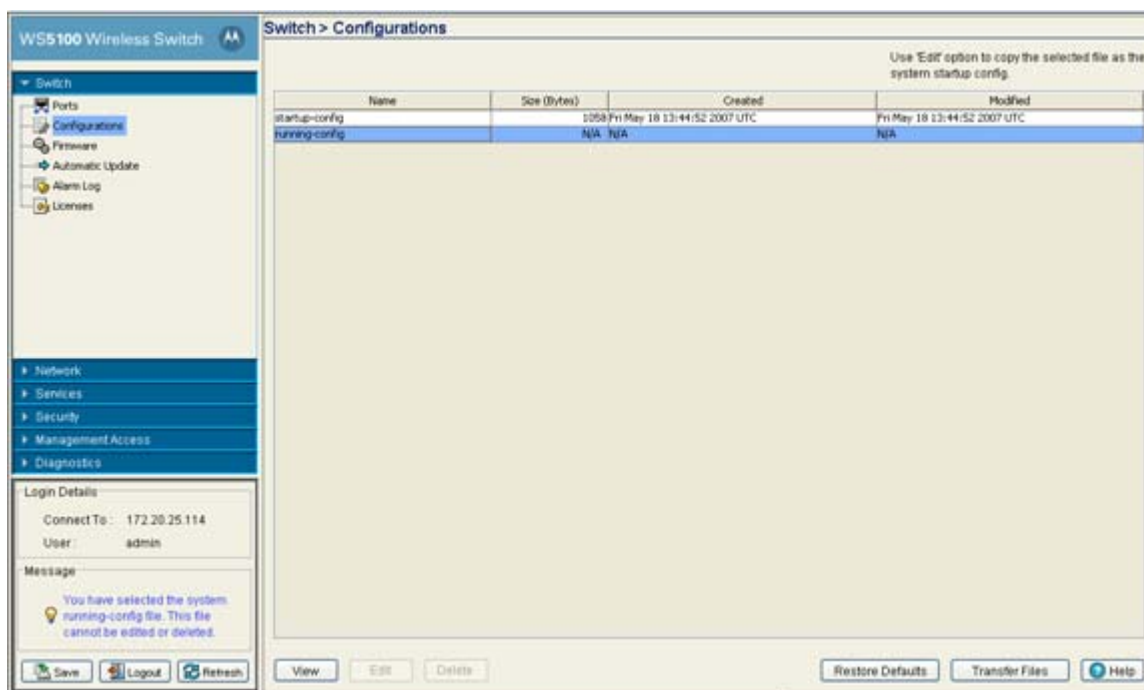 WS5100 Wireless Switch
Switch > Configurations
Use 'Edit' option to copy the selected file as the
system startup config.
Switch
Ports
Configurations
Firmware
Automatic Update
Alarm Log
Licenses
Name Size (Bytes) Created Modified
startup-config 1058 Fri May 18 13:44:52 2007 UTC Fri May 18 13:44:52 2007 UTC
running-config N/A N/A N/A
Network
Services
Security
Management Access
Diagnostics
Login Details
Connect To : 172.20.25.114
User : admin
Message
You have selected the system
running-config file. This file
cannot be edited or deleted.
Save Logout Refresh
View Edit Delete Restore Defaults Transfer Files Help